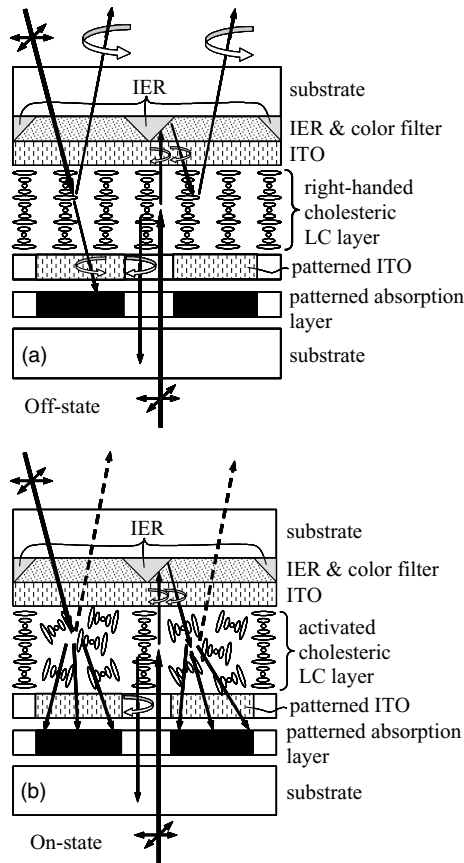 IER
substrate
IER & color filter
ITO
right-handed
cholesteric
LC layer
patterned ITO
patterned absorption
layer
(a)
substrate
Off-state
IER
substrate
IER & color filter
ITO
activated
cholesteric
LC layer
patterned ITO
patterned absorption
layer
(b)
substrate
On-state